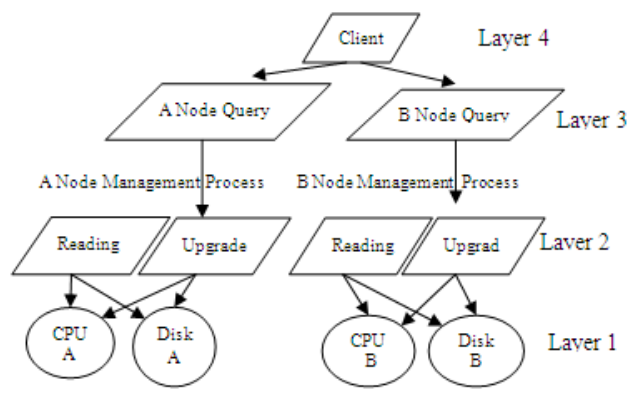 Client
Layer 4
A Node Query
B Node Query
Layer 3
A Node Management Process
B Node Management Process
Reading
Upgrade
Reading
Upgrad
Layer 2
CPU
A
Disk
A
CPU
B
Disk
B
Layer 1